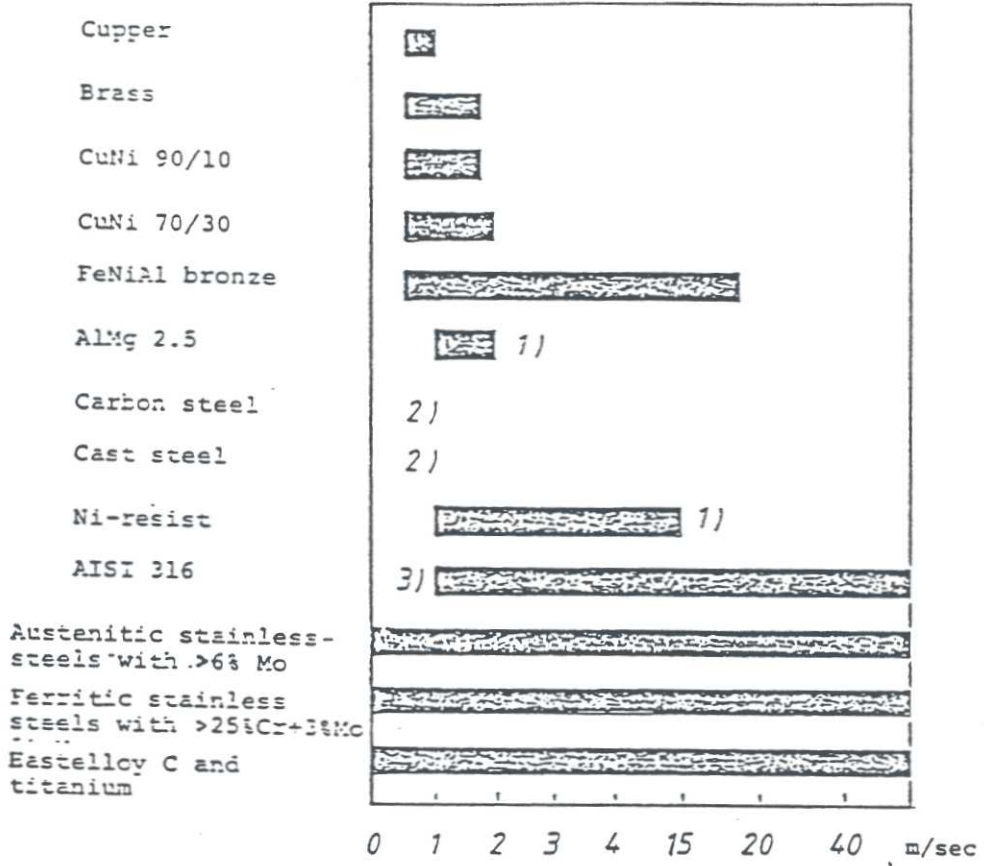 Cupper
Brass
CuNi 90/10
CuNi 70/30
FeNiAl bronze
AlMg 2.5 1)
Carbon steel 2)
Cast steel 2)
Ni-resist 1)
AISI 316 3)
Austenitic stainless-
steels with >6% Mo
Ferritic stainless
steels with >25%Cr+3%Mo
Hastelloy C and
titanium
0 1 2 3 4 15 20 40 m/sec